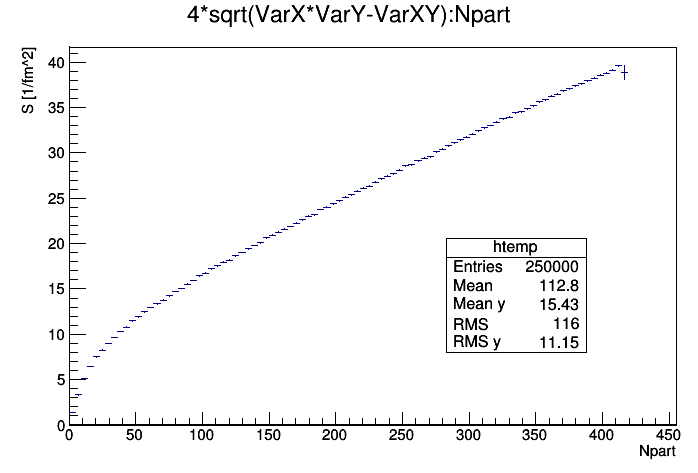 4*sqrt(VarX*VarY-VarXY):Npart
S [1/fm^2]
40
35
30
25
20
15
10
5
0
htemp
Entries 250000
Mean 112.8
Mean y 15.43
RMS 116
RMS y 11.15
0 50 100 150 200 250 300 350 400 450
Npart